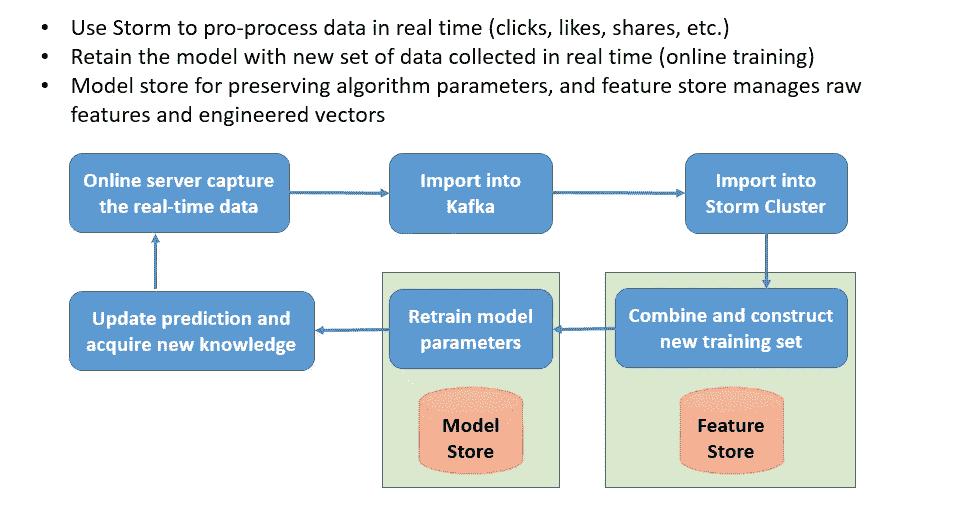 • Use Storm to pro-process data in real time (clicks, likes, shares, etc.)
• Retain the model with new set of data collected in real time (online training)
• Model store for preserving algorithm parameters, and feature store manages raw
features and engineered vectors
Online server capture
the real-time data
Import into
Kafka
Import into
Storm Cluster
Update prediction and
acquire new knowledge
Retrain model
parameters
Combine and construct
new training set
Model
Store
Feature
Store